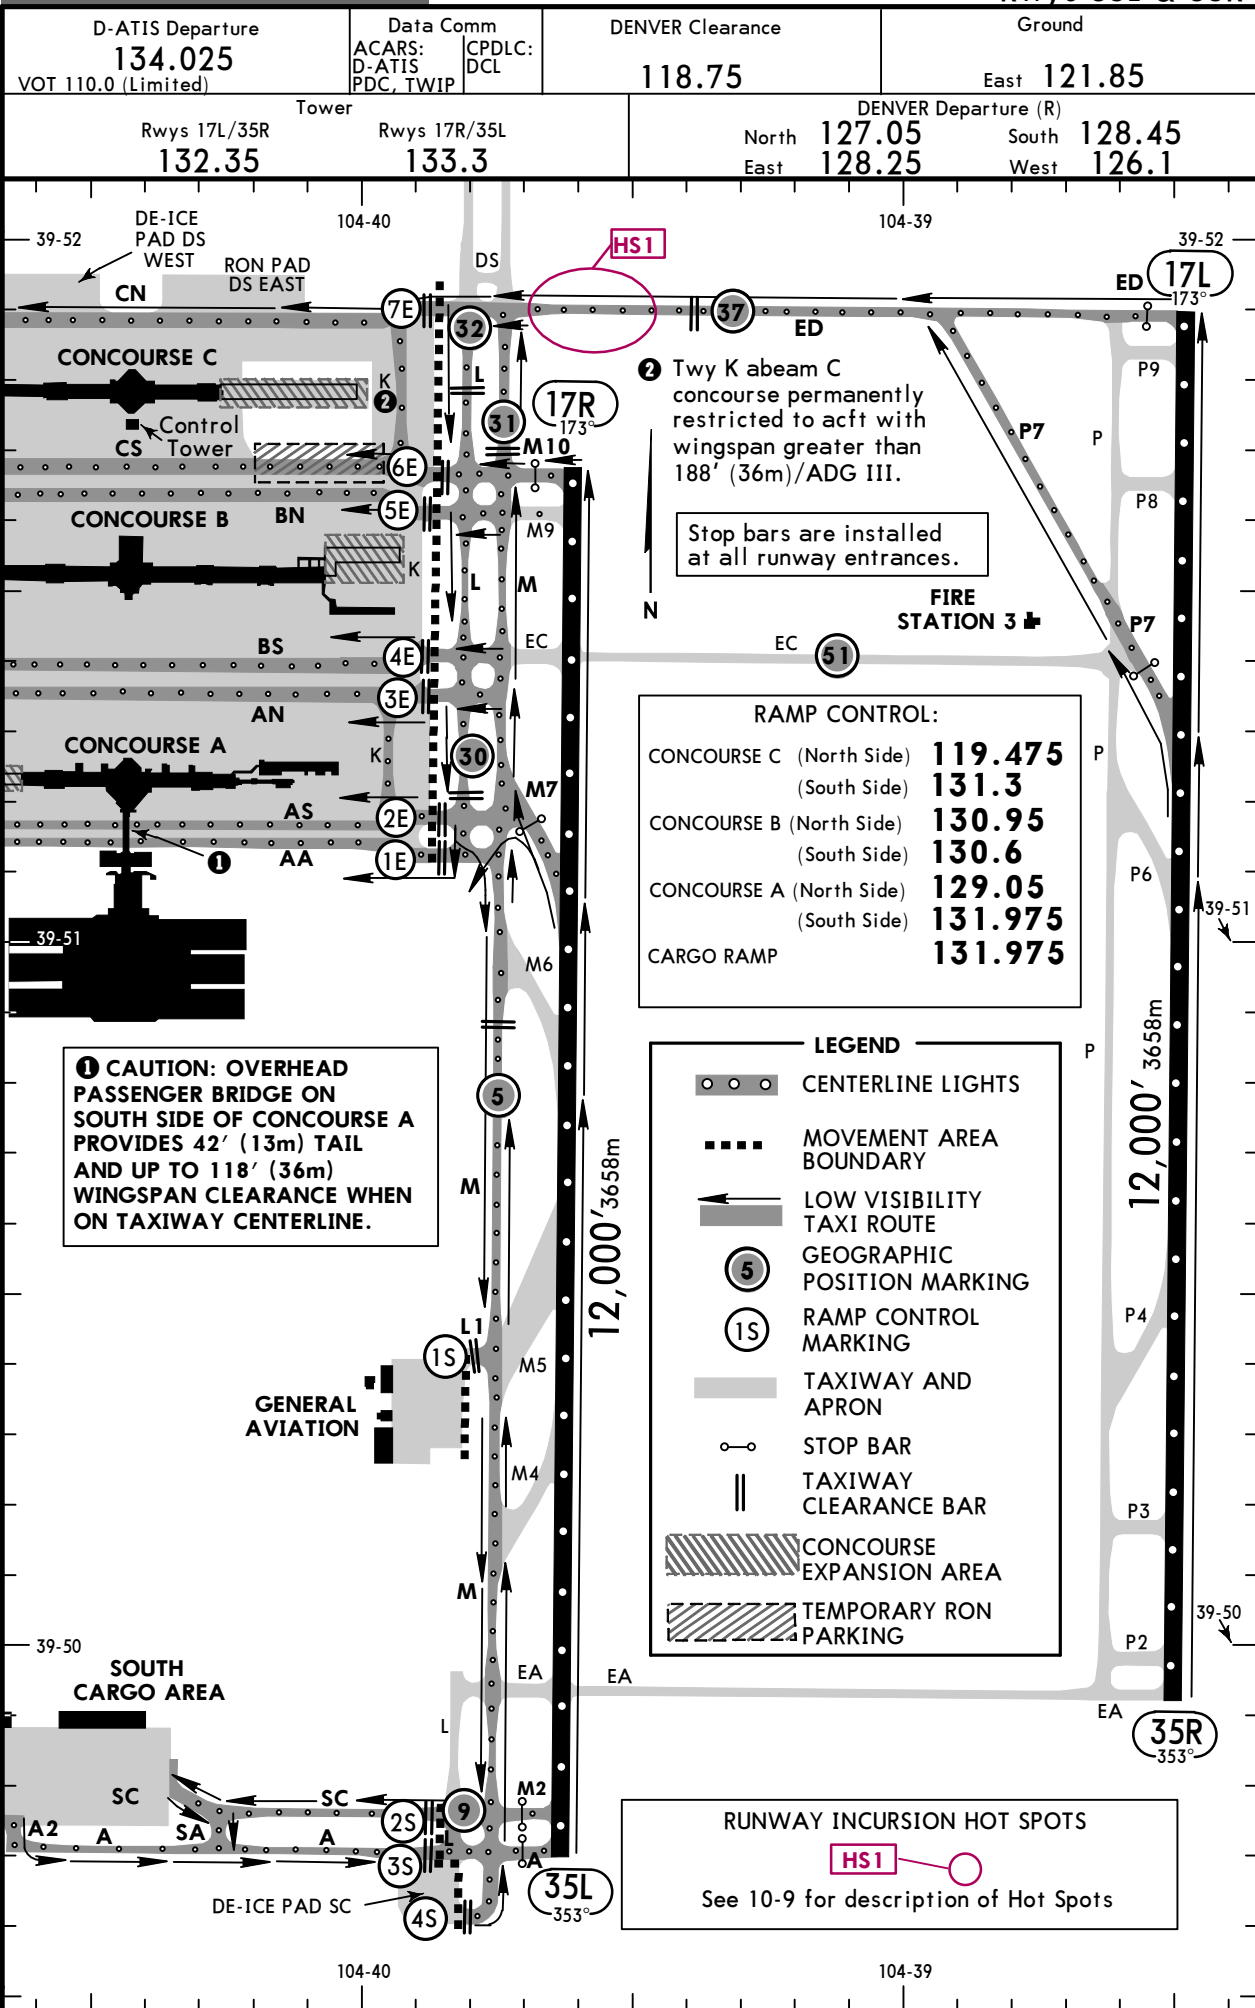 D-ATIS Departure
134.025
VOT 110.0 (Limited)
Data Comm
ACARS:
D-ATIS
PDC, TWIP
CPDLC:
DCL
DENVER Clearance
118.75
Ground
East 121.85
Tower
Rwys 17L/35R
132.35
Rwys 17R/35L
133.3
DENVER Departure (R)
North 127.05 South 128.45
East 128.25 West 126.1
104-40
104-39
39-52
39-52
DE-ICE
PAD DS
WEST
RON PAD
DS EAST
DS
HS1
17L
173°
ED
CN
7E
32
37
ED
CONCOURSE C
K
2
L
31
17R
173°
M10
Control
Tower
CS
6E
5E
BN
CONCOURSE B
K
M9
L
M
2 Twy K abeam C
concourse permanently
restricted to acft with
wingspan greater than
188' (36m)/ADG III.
P9
P7
P
P8
Stop bars are installed
at all runway entrances.
N
FIRE
STATION 3
P7
BS
4E
EC
EC
51
3E
AN
CONCOURSE A
K
30
M7
AS
2E
AA
1
1E
P
P6
RAMP CONTROL:
CONCOURSE C (North Side) 119.475
(South Side) 131.3
CONCOURSE B (North Side) 130.95
(South Side) 130.6
CONCOURSE A (North Side) 129.05
(South Side) 131.975
CARGO RAMP 131.975
39-51
39-51
M6
1 CAUTION: OVERHEAD
PASSENGER BRIDGE ON
SOUTH SIDE OF CONCOURSE A
PROVIDES 42' (13m) TAIL
AND UP TO 118' (36m)
WINGSPAN CLEARANCE WHEN
ON TAXIWAY CENTERLINE.
5
M
12,000' 3658m
P
12,000' 3658m
LEGEND
CENTERLINE LIGHTS
MOVEMENT AREA
BOUNDARY
LOW VISIBILITY
TAXI ROUTE
5
GEOGRAPHIC
POSITION MARKING
1S
RAMP CONTROL
MARKING
TAXIWAY AND
APRON
STOP BAR
TAXIWAY
CLEARANCE BAR
CONCOURSE
EXPANSION AREA
TEMPORARY RON
PARKING
L1
1S
M5
P4
GENERAL
AVIATION
M4
P3
M
39-50
39-50
P2
SOUTH
CARGO AREA
EA
EA
EA
L
35R
353°
SC
SC
M2
9
2S
A2
A
SA
A
L
3S
A
35L
353°
DE-ICE PAD SC
4S
RUNWAY INCURSION HOT SPOTS
HS1
See 10-9 for description of Hot Spots
104-40
104-39